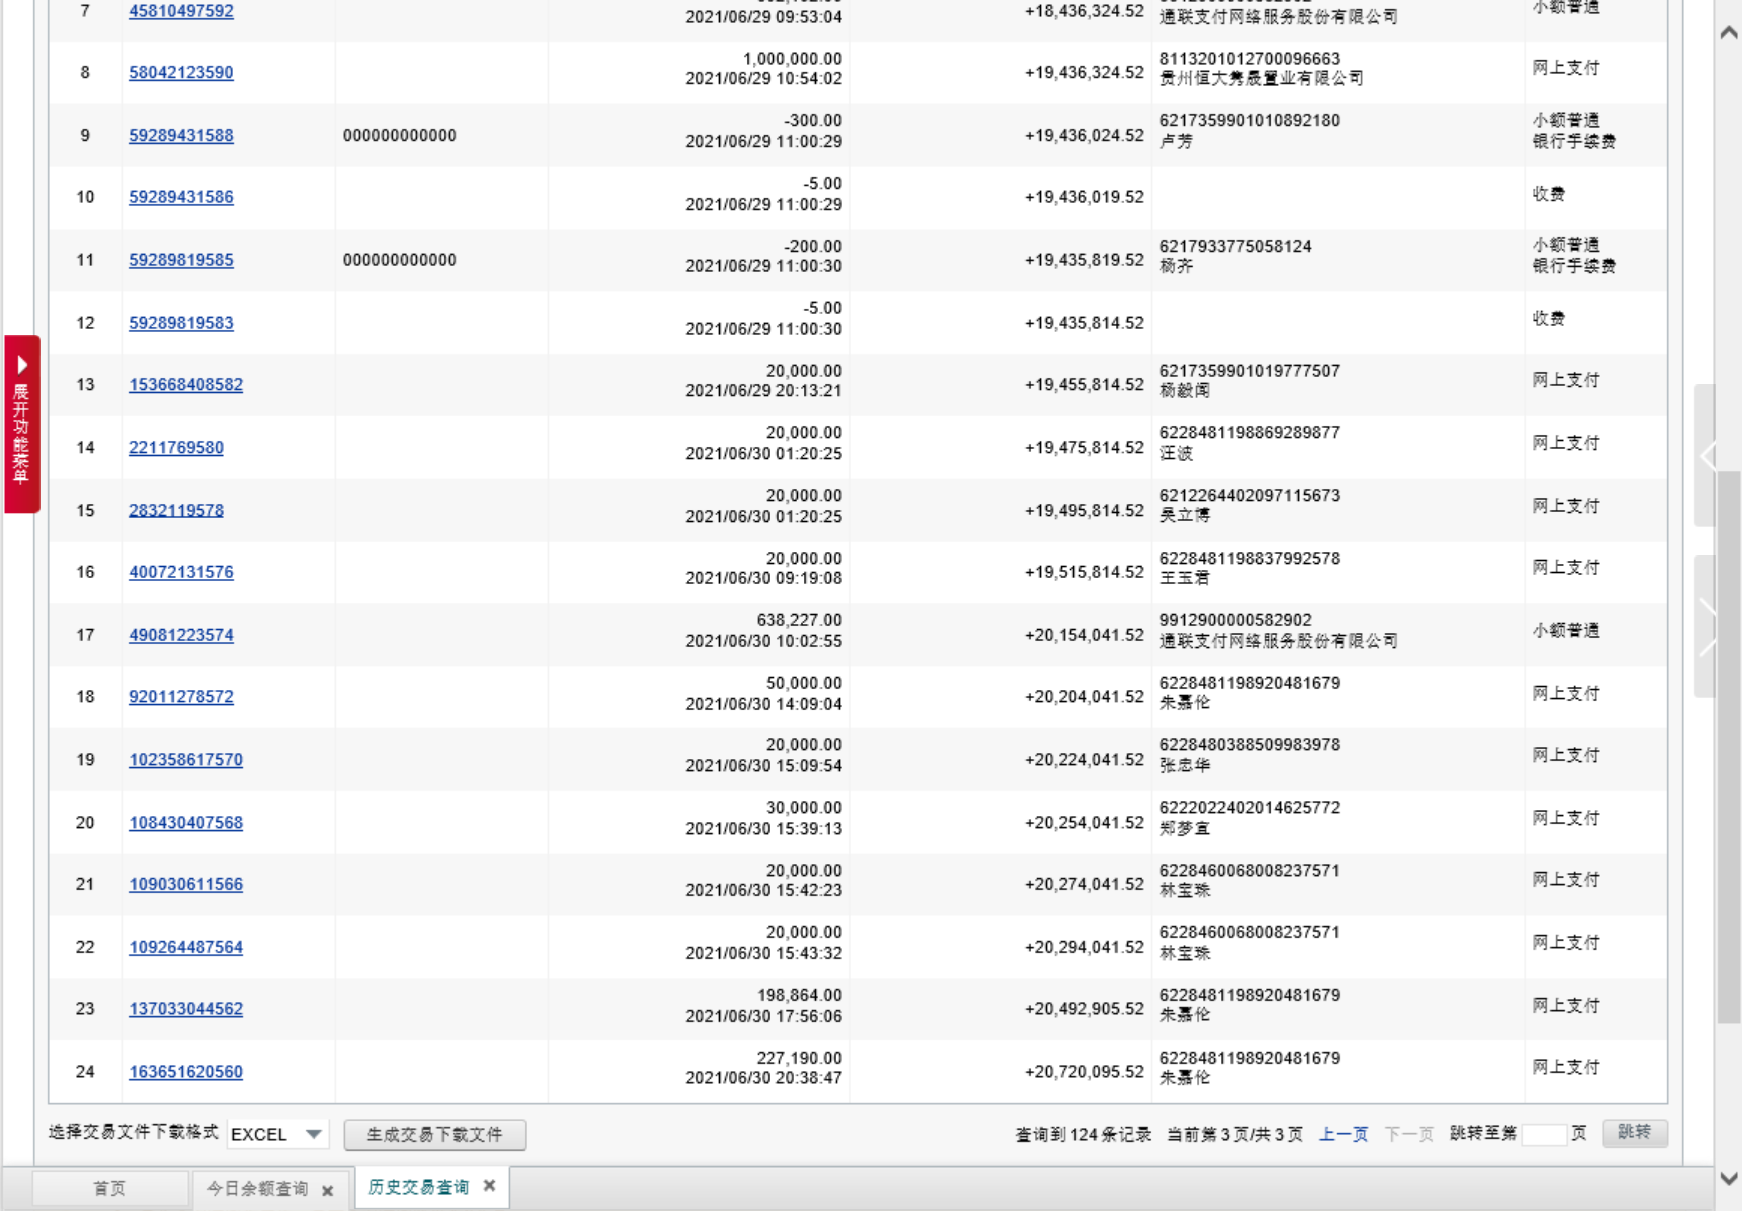 7 45810497592 2021/06/29 09:53:04 +18,436,324.52 通联支付网络服务股份有限公司 小额普通
8 58042123590 1,000,000.00 +19,436,324.52 8113201012700096663 网上支付
2021/06/29 10:54:02 贵州恒大隽晟置业有限公司
9 59289431588 000000000000 -300.00 +19,436,024.52 6217359901010892180 小额普通
2021/06/29 11:00:29 卢芳 银行手续费
10 59289431586 -5.00 +19,436,019.52 收费
2021/06/29 11:00:29
11 59289819585 000000000000 -200.00 +19,435,819.52 6217933775058124 小额普通
2021/06/29 11:00:30 杨齐 银行手续费
12 59289819583 -5.00 +19,435,814.52 收费
2021/06/29 11:00:30
13 153668408582 20,000.00 +19,455,814.52 6217359901019777507 网上支付
2021/06/29 20:13:21 杨毅闯
14 2211769580 20,000.00 +19,475,814.52 6228481198869289877 网上支付
2021/06/30 01:20:25 汪波
15 2832119578 20,000.00 +19,495,814.52 6212264402097115673 网上支付
2021/06/30 01:20:25 吴立博
16 40072131576 20,000.00 +19,515,814.52 6228481198837992578 网上支付
2021/06/30 09:19:08 王玉君
17 49081223574 638,227.00 +20,154,041.52 9912900000582902 小额普通
2021/06/30 10:02:55 通联支付网络服务股份有限公司
18 92011278572 50,000.00 +20,204,041.52 6228481198920481679 网上支付
2021/06/30 14:09:04 朱嘉伦
19 102358617570 20,000.00 +20,224,041.52 6228480388509983978 网上支付
2021/06/30 15:09:54 张忠华
20 108430407568 30,000.00 +20,254,041.52 6222022402014625772 网上支付
2021/06/30 15:39:13 郑梦宣
21 109030611566 20,000.00 +20,274,041.52 6228460068008237571 网上支付
2021/06/30 15:42:23 林宝珠
22 109264487564 20,000.00 +20,294,041.52 6228460068008237571 网上支付
2021/06/30 15:43:32 林宝珠
23 137033044562 198,864.00 +20,492,905.52 6228481198920481679 网上支付
2021/06/30 17:56:06 朱嘉伦
24 163651620560 227,190.00 +20,720,095.52 6228481198920481679 网上支付
2021/06/30 20:38:47 朱嘉伦
展开功能菜单
选择交易文件下载格式 EXCEL 生成交易下载文件 查询到 124 条记录 当前第 3 页/共 3 页 上一页 下一页 跳转至第 页 跳转
首页 今日余额查询 × 历史交易查询 ×